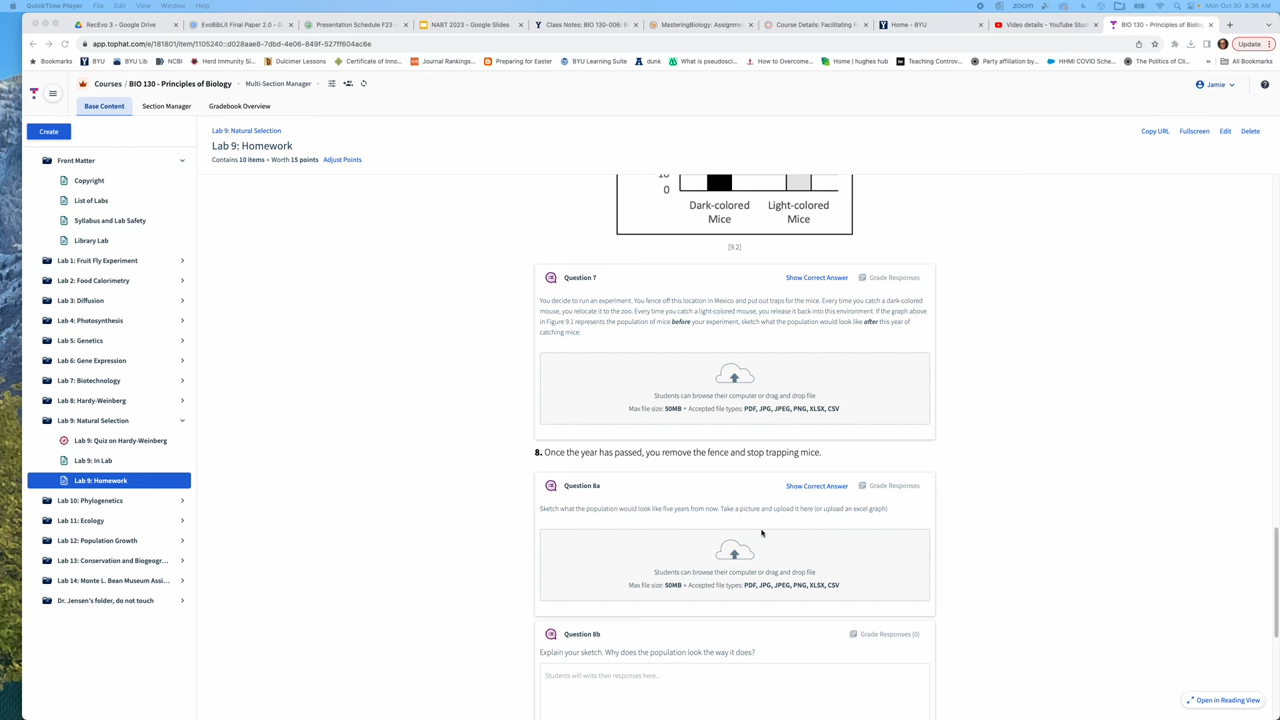 QuickTime Player File Edit View Window Help
zoom Mon Oct 30 8:36 AM
RecEvo 3 - Google Drive
EvoBibLit Final Paper 2.0 - G
Presentation Schedule F23 -
NABT 2023 - Google Slides
Class Notes: BIO 130-006: B
MasteringBiology: Assignme
Course Details: Facilitating F
Home - BYU
Video details - YouTube Stud
BIO 130 - Principles of Biolog
app.tophat.com/e/181801/item/1105240::d028aae8-7dbd-4e06-849f-527ff604ac6e
Update
Bookmarks BYU BYU Lib NCBI Herd Immunity Si... Dulcimer Lessons Certificate of Inno... Journal Rankings... Preparing for Easter BYU Learning Suite dunk What is pseudosci... How to Overcome... Home | hughes hub Teaching Controv... Party affiliation by... HHMI COVID Sche... The Politics of Cli... » All Bookmarks
Courses / BIO 130 - Principles of Biology Multi-Section Manager
Jamie
Base Content Section Manager Gradebook Overview
Create
Front Matter
Copyright
List of Labs
Syllabus and Lab Safety
Library Lab
Lab 1: Fruit Fly Experiment
Lab 2: Food Calorimetry
Lab 3: Diffusion
Lab 4: Photosynthesis
Lab 5: Genetics
Lab 6: Gene Expression
Lab 7: Biotechnology
Lab 8: Hardy-Weinberg
Lab 9: Natural Selection
Lab 9: Quiz on Hardy-Weinberg
Lab 9: In Lab
Lab 9: Homework
Lab 10: Phylogenetics
Lab 11: Ecology
Lab 12: Population Growth
Lab 13: Conservation and Biogeogr...
Lab 14: Monte L. Bean Museum Assi...
Dr. Jensen's folder, do not touch
Lab 9: Natural Selection
Copy URL Fullscreen Edit Delete
Lab 9: Homework
Contains 10 items • Worth 15 points Adjust Points
10
0
Dark-colored Light-colored
Mice Mice
[9.2]
Question 7 Show Correct Answer Grade Responses
You decide to run an experiment. You fence off this location in Mexico and put out traps for the mice. Every time you catch a dark-colored
mouse, you relocate it to the zoo. Every time you catch a light-colored mouse, you release it back into this environment. If the graph above
in Figure 9.1 represents the population of mice before your experiment, sketch what the population would look like after this year of
catching mice:
Students can browse their computer or drag and drop file
Max file size: 50MB • Accepted file types: PDF, JPG, JPEG, PNG, XLSX, CSV
8. Once the year has passed, you remove the fence and stop trapping mice.
Question 8a Show Correct Answer Grade Responses
Sketch what the population would look like five years from now. Take a picture and upload it here (or upload an excel graph)
Students can browse their computer or drag and drop file
Max file size: 50MB • Accepted file types: PDF, JPG, JPEG, PNG, XLSX, CSV
Question 8b Grade Responses (0)
Explain your sketch. Why does the population look the way it does?
Students will write their responses here...
Open in Reading View